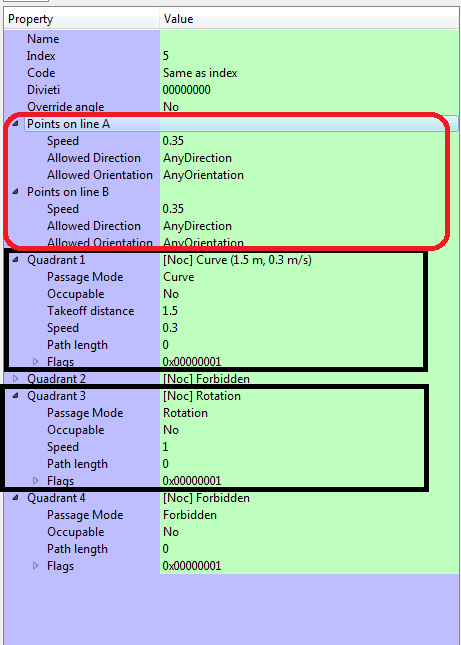 Property Value
Name
Index 5
Code Same as index
Divieti 00000000
Override angle No
Points on line A
Speed 0.35
Allowed Direction AnyDirection
Allowed Orientation AnyOrientation
Points on line B
Speed 0.35
Allowed Direction AnyDirection
Allowed Orientation AnyOrientation
Quadrant 1 [Noc] Curve (1.5 m, 0.3 m/s)
Passage Mode Curve
Occupable No
Takeoff distance 1.5
Speed 0.3
Path length 0
Flags 0x00000001
Quadrant 2 [Noc] Forbidden
Quadrant 3 [Noc] Rotation
Passage Mode Rotation
Occupable No
Speed 1
Path length 0
Flags 0x00000001
Quadrant 4 [Noc] Forbidden
Passage Mode Forbidden
Occupable No
Path length 0
Flags 0x00000001